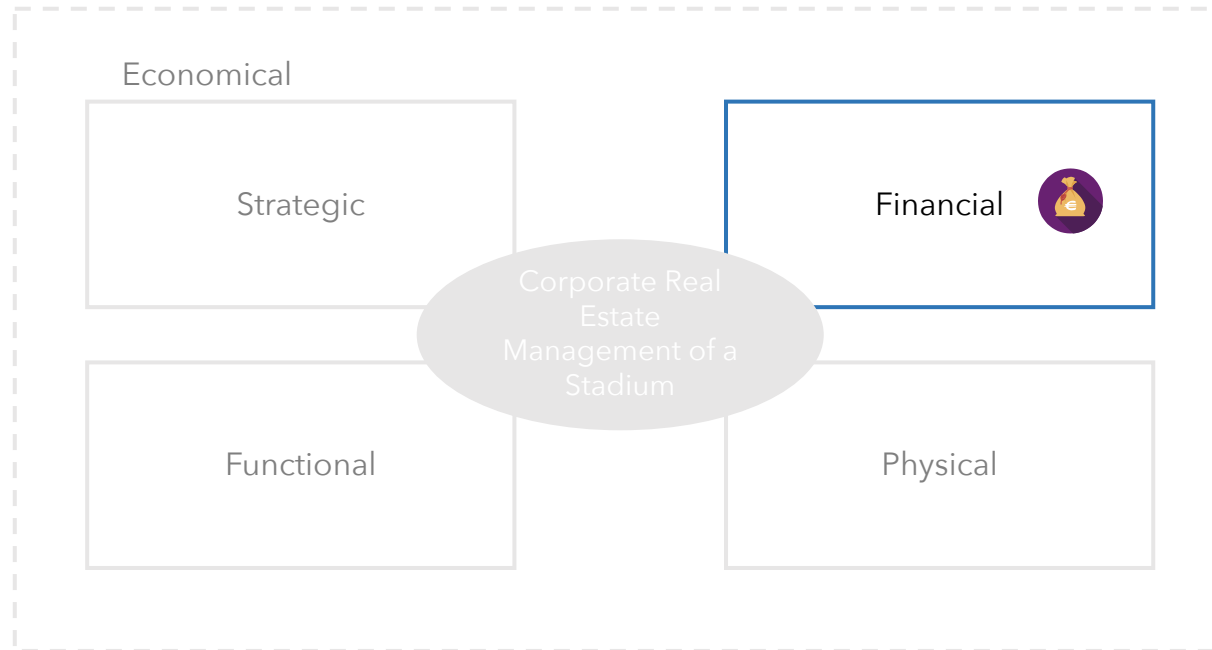 Economical
Strategic
Financial
€
Corporate Real
Estate
Management of a
Stadium
Functional
Physical